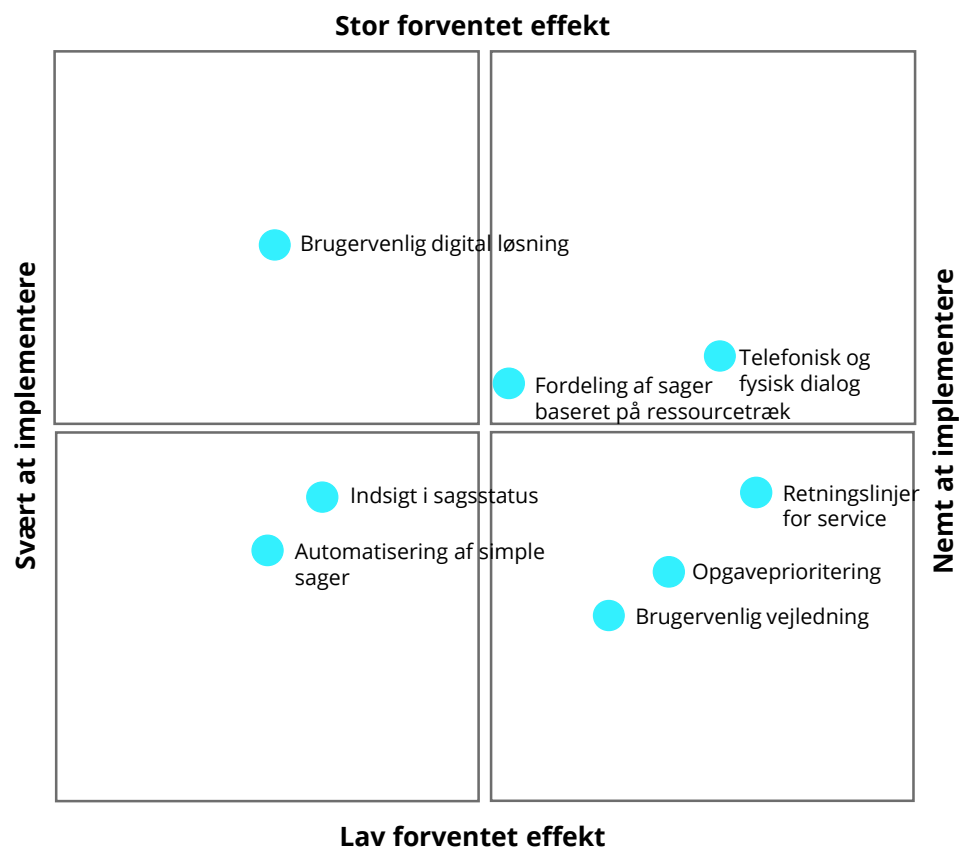 Stor forventet effekt
Svært at implementere
Nemt at implementere
Brugervenlig digital løsning
Telefonisk og
fysisk dialog
Fordeling af sager
baseret på ressourcetræk
Indsigt i sagsstatus
Automatisering af simple
sager
Retningslinjer
for service
Opgaveprioritering
Brugervenlig vejledning
Lav forventet effekt